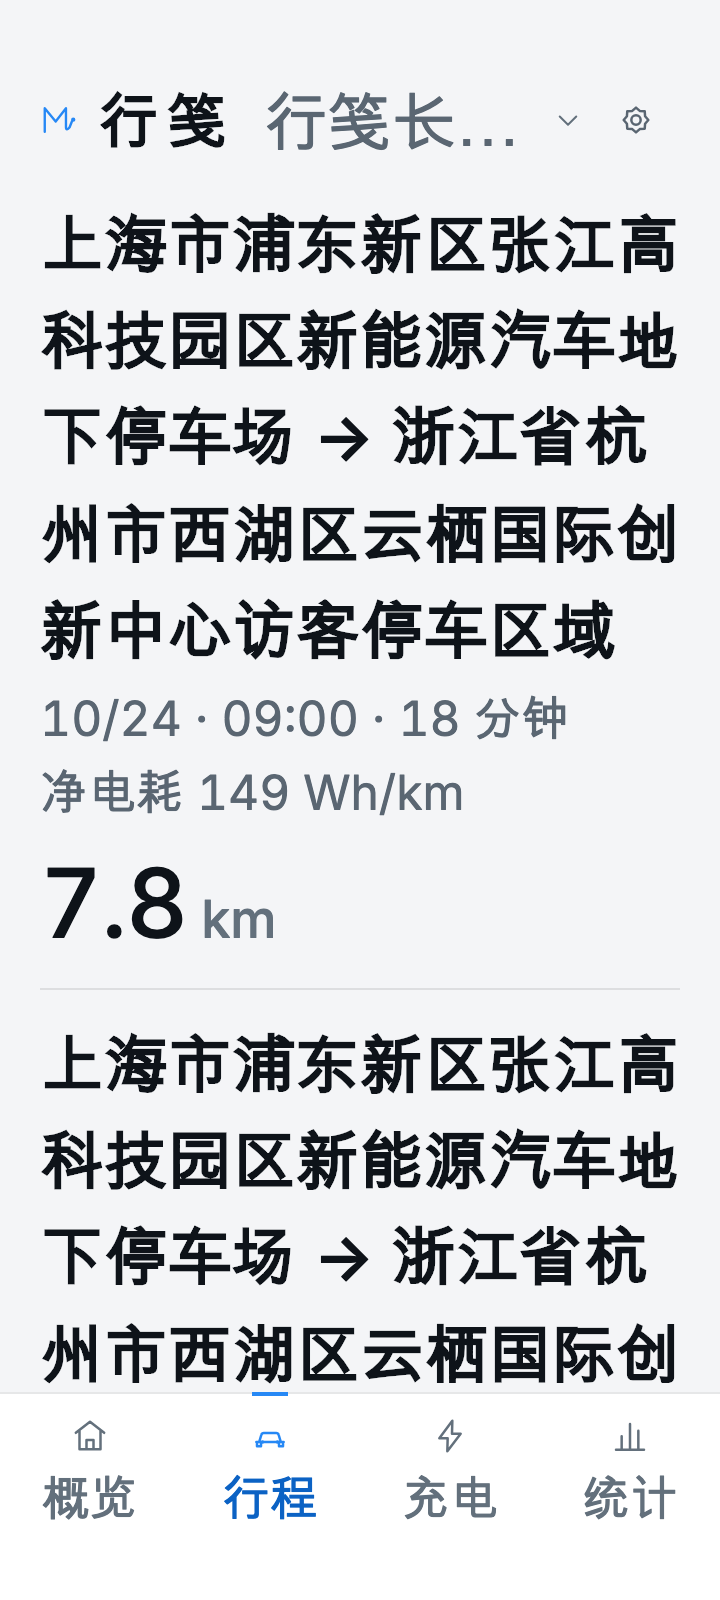 行笺 行笺长...
上海市浦东新区张江高
科技园区新能源汽车地
下停车场 → 浙江省杭
州市西湖区云栖国际创
新中心访客停车区域
10/24 · 09:00 · 18 分钟
净电耗 149 Wh/km
7.8 km
上海市浦东新区张江高
科技园区新能源汽车地
下停车场 → 浙江省杭
州市西湖区云栖国际创
概览 行程 充电 统计